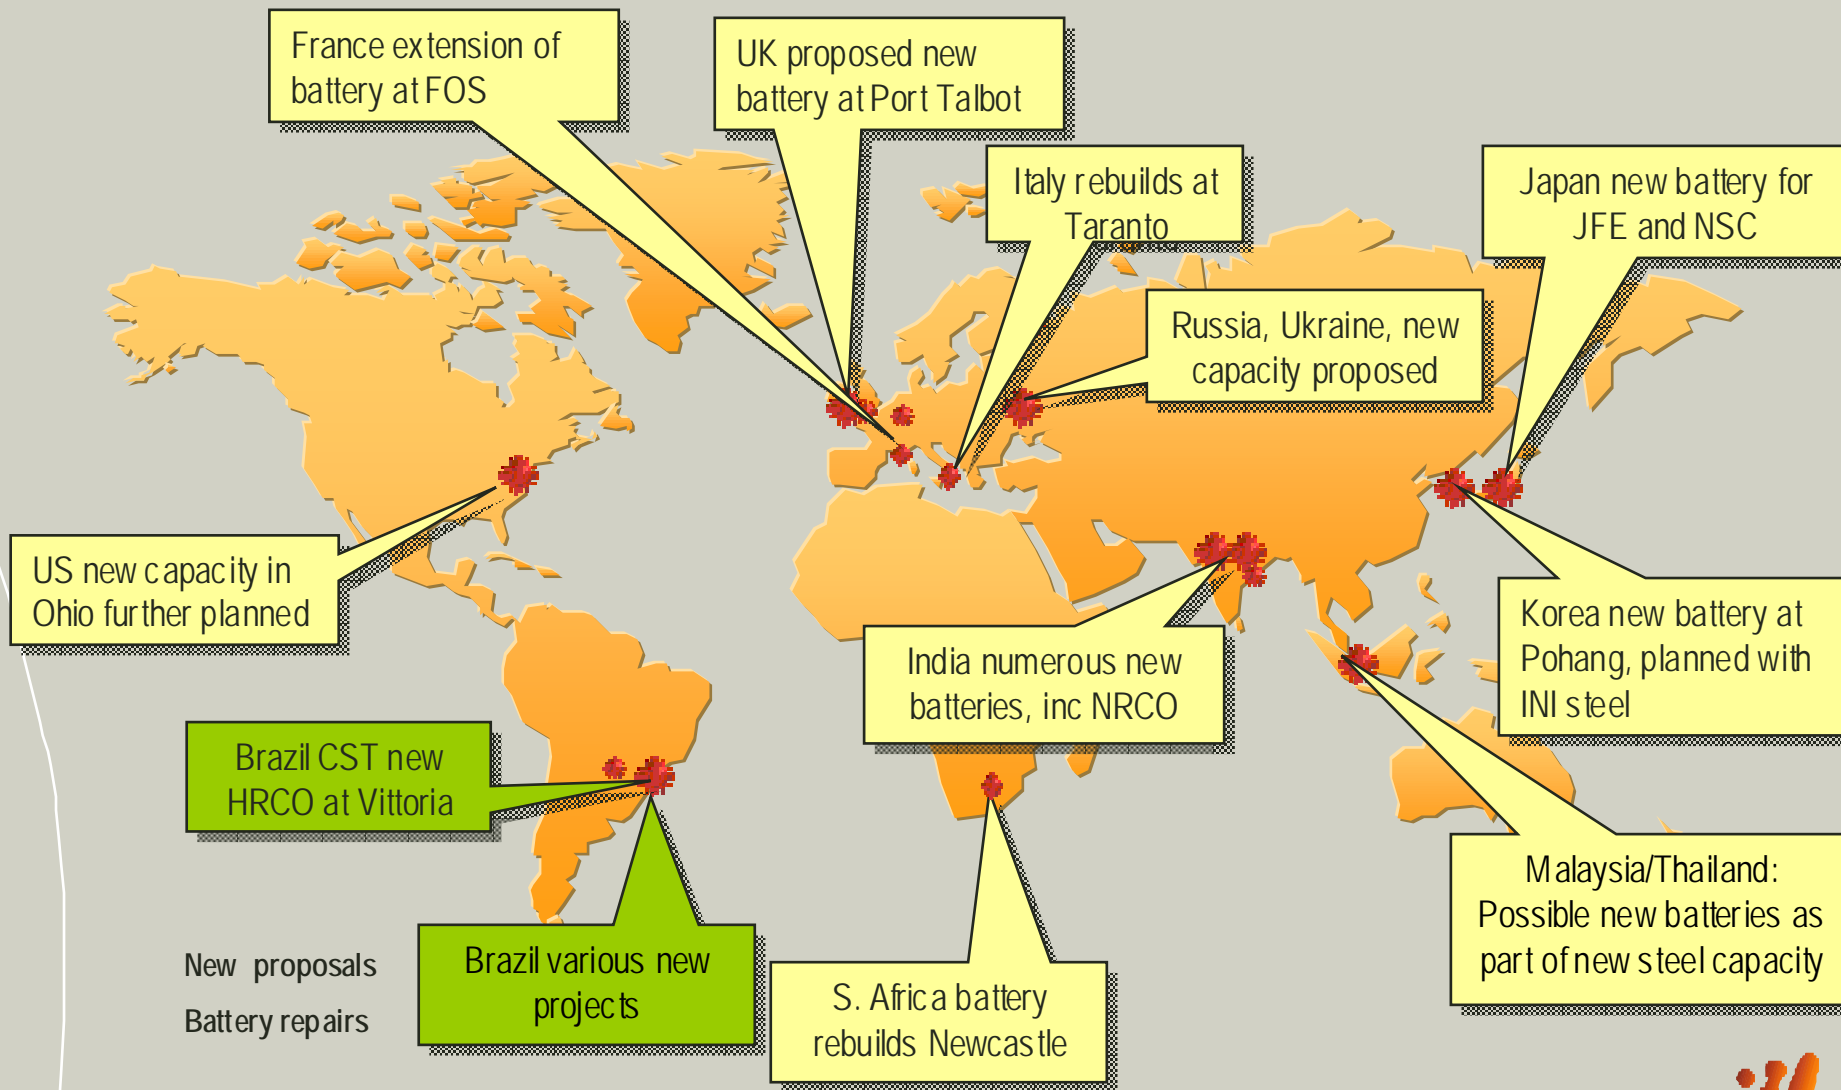 France extension of
battery at FOS
UK proposed new
battery at Port Talbot
Italy rebuilds at
Taranto
Japan new battery for
JFE and NSC
Russia, Ukraine, new
capacity proposed
US new capacity in
Ohio further planned
Korea new battery at
Pohang, planned with
INI steel
India numerous new
batteries, inc NRCO
Brazil CST new
HRCO at Vittoria
Malaysia/Thailand:
Possible new batteries as
part of new steel capacity
Brazil various new
projects
S. Africa battery
rebuilds Newcastle
New proposals
Battery repairs